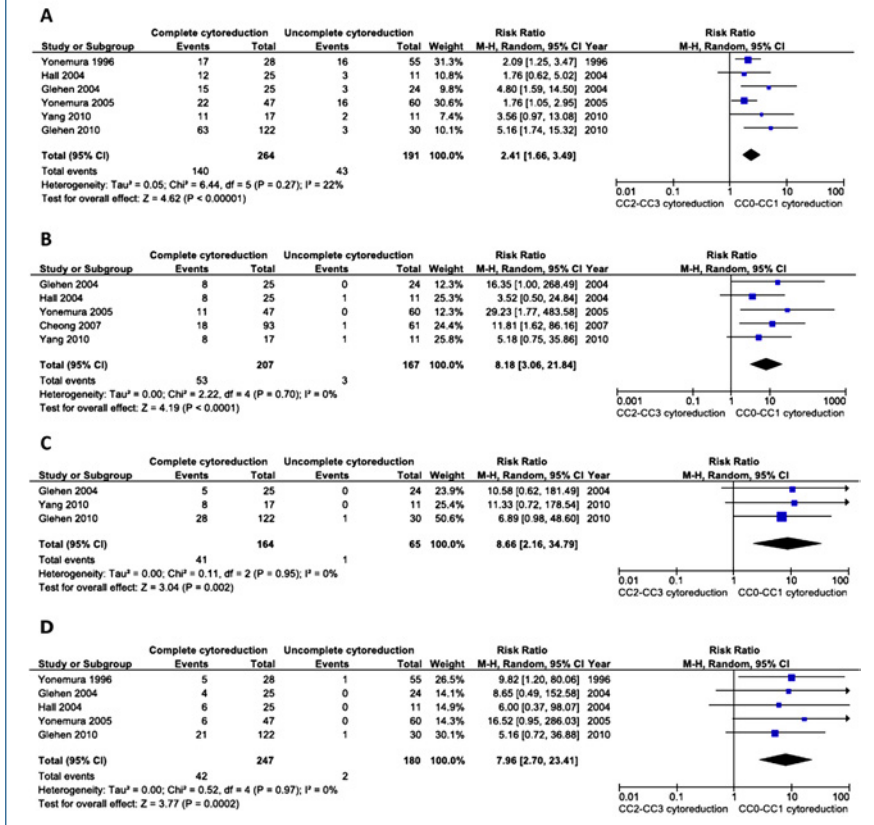 A
Complete cytoreduction Uncomplete cytoreduction Risk Ratio Risk Ratio
Study or Subgroup Events Total Events Total Weight M-H, Random, 95% CI Year M-H, Random, 95% CI
Yonemura 1996 17 28 16 55 31.3% 2.09 [1.25, 3.47] 1996
Hall 2004 12 25 3 11 10.8% 1.76 [0.62, 5.02] 2004
Glehen 2004 15 25 3 24 9.8% 4.80 [1.59, 14.50] 2004
Yonemura 2005 22 47 16 60 30.6% 1.76 [1.05, 2.95] 2005
Yang 2010 11 17 2 11 7.4% 3.56 [0.97, 13.08] 2010
Glehen 2010 63 122 3 30 10.1% 5.16 [1.74, 15.32] 2010
Total (95% CI) 264 191 100.0% 2.41 [1.66, 3.49]
Total events 140 43
Heterogeneity: Tau² = 0.05; Chi² = 6.44, df = 5 (P = 0.27); I² = 22%
Test for overall effect: Z = 4.62 (P < 0.00001)
0.01 0.1 1 10 100
CC2-CC3 cytoreduction CC0-CC1 cytoreduction
B
Complete cytoreduction Uncomplete cytoreduction Risk Ratio Risk Ratio
Study or Subgroup Events Total Events Total Weight M-H, Random, 95% CI Year M-H, Random, 95% CI
Glehen 2004 8 25 0 24 12.3% 16.35 [1.00, 268.49] 2004
Hall 2004 8 25 1 11 25.3% 3.52 [0.50, 24.84] 2004
Yonemura 2005 11 47 0 60 12.3% 29.23 [1.77, 483.58] 2005
Cheong 2007 18 93 1 61 24.4% 11.81 [1.62, 86.16] 2007
Yang 2010 8 17 1 11 25.8% 5.18 [0.75, 35.86] 2010
Total (95% CI) 207 167 100.0% 8.18 [3.06, 21.84]
Total events 53 3
Heterogeneity: Tau² = 0.00; Chi² = 2.22, df = 4 (P = 0.70); I² = 0%
Test for overall effect: Z = 4.19 (P < 0.0001)
0.001 0.1 1 10 1000
CC2-CC3 cytoreduction CC0-CC1 cytoreduction
C
Complete cytoreduction Uncomplete cytoreduction Risk Ratio Risk Ratio
Study or Subgroup Events Total Events Total Weight M-H, Random, 95% CI Year M-H, Random, 95% CI
Glehen 2004 5 25 0 24 23.9% 10.58 [0.62, 181.49] 2004
Yang 2010 8 17 0 11 25.4% 11.33 [0.72, 178.54] 2010
Glehen 2010 28 122 1 30 50.6% 6.89 [0.98, 48.60] 2010
Total (95% CI) 164 65 100.0% 8.66 [2.16, 34.79]
Total events 41 1
Heterogeneity: Tau² = 0.00; Chi² = 0.11, df = 2 (P = 0.95); I² = 0%
Test for overall effect: Z = 3.04 (P = 0.002)
0.01 0.1 1 10 100
CC2-CC3 cytoreduction CC0-CC1 cytoreduction
D
Complete cytoreduction Uncomplete cytoreduction Risk Ratio Risk Ratio
Study or Subgroup Events Total Events Total Weight M-H, Random, 95% CI Year M-H, Random, 95% CI
Yonemura 1996 5 28 1 55 26.5% 9.82 [1.20, 80.06] 1996
Glehen 2004 4 25 0 24 14.1% 8.65 [0.49, 152.58] 2004
Hall 2004 6 25 0 11 14.9% 6.00 [0.37, 98.07] 2004
Yonemura 2005 6 47 0 60 14.3% 16.52 [0.95, 286.03] 2005
Glehen 2010 21 122 1 30 30.1% 5.16 [0.72, 36.88] 2010
Total (95% CI) 247 180 100.0% 7.96 [2.70, 23.41]
Total events 42 2
Heterogeneity: Tau² = 0.00; Chi² = 0.52, df = 4 (P = 0.97); I² = 0%
Test for overall effect: Z = 3.77 (P = 0.0002)
0.01 0.1 1 10 100
CC2-CC3 cytoreduction CC0-CC1 cytoreduction